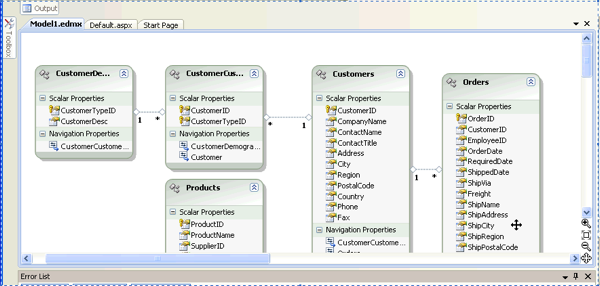 Output
Model1.edmx Default.aspx Start Page
Toolbox
CustomerDe...
Scalar Properties
CustomerTypeID
CustomerDesc
Navigation Properties
CustomerCustome...
1 *
CustomerCus...
Scalar Properties
CustomerID
CustomerTypeID
Navigation Properties
CustomerDemograp...
Customer
* 1
Customers
Scalar Properties
CustomerID
CompanyName
ContactName
ContactTitle
Address
City
Region
PostalCode
Country
Phone
Fax
Navigation Properties
CustomerCustome...
Orders
1 *
Orders
Scalar Properties
OrderID
CustomerID
EmployeeID
OrderDate
RequiredDate
ShippedDate
ShipVia
Freight
ShipName
ShipAddress
ShipCity
ShipRegion
ShipPostalCode
Products
Scalar Properties
ProductID
ProductName
SupplierID
Error List